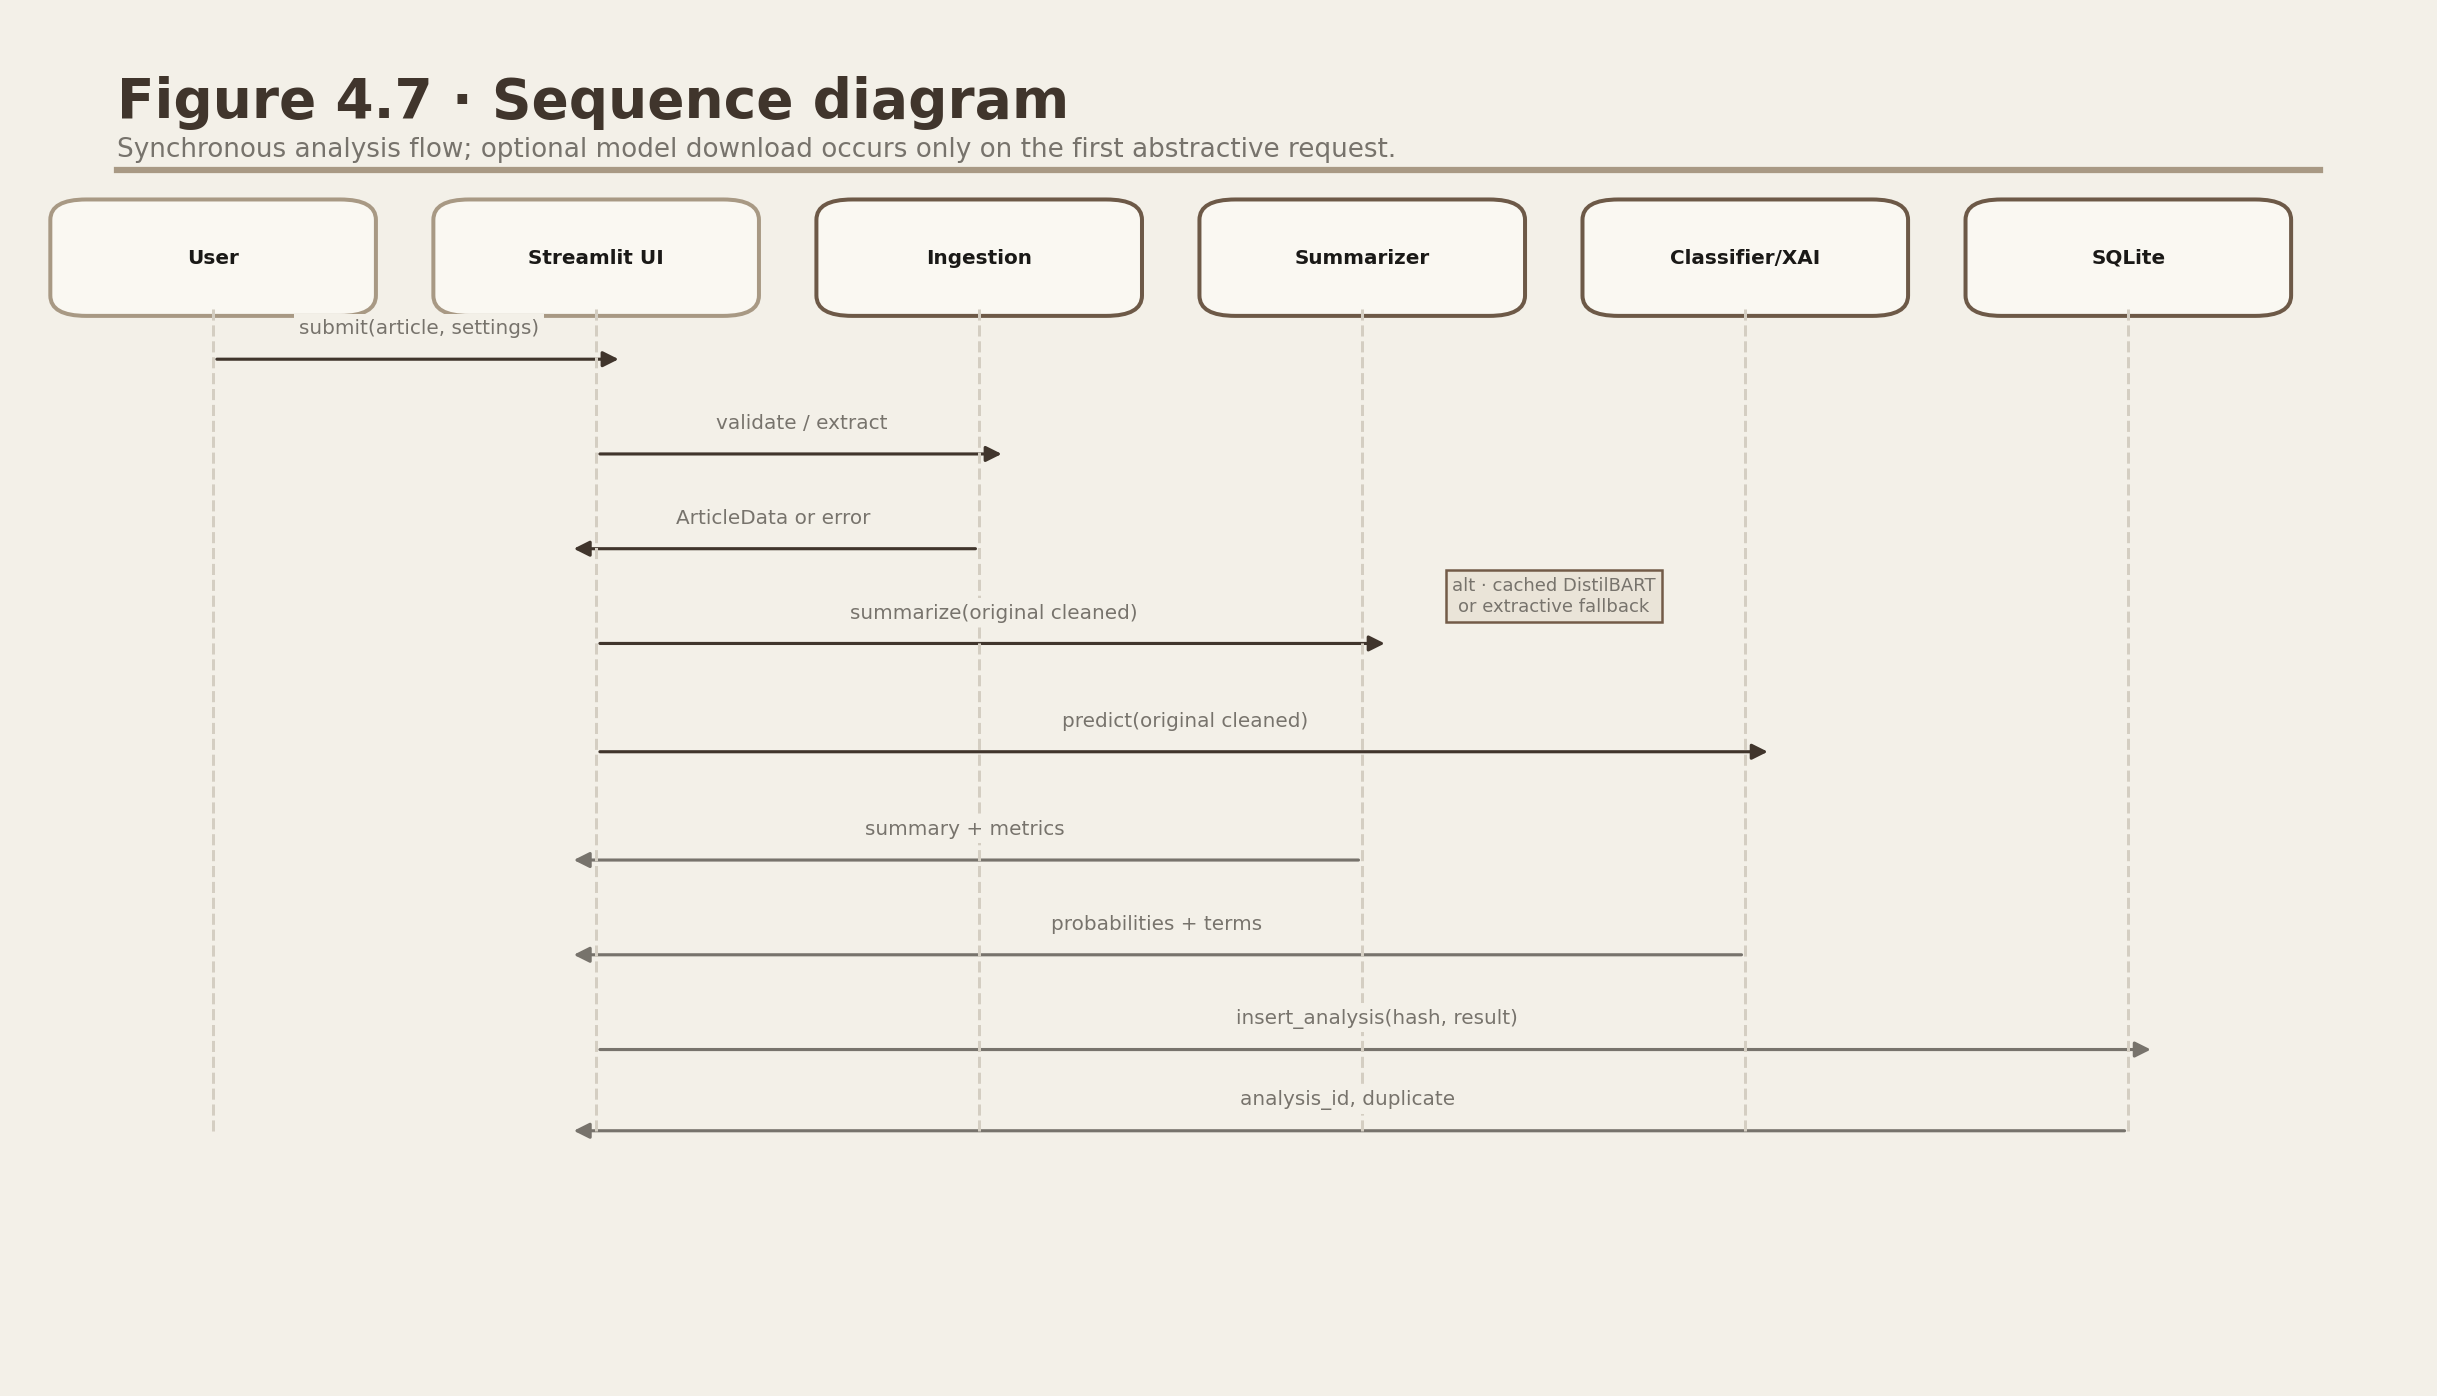 Figure 4.7 · Sequence diagram
Synchronous analysis flow; optional model download occurs only on the first abstractive request.
User
Streamlit UI
Ingestion
Summarizer
Classifier/XAI
SQLite
submit(article, settings)
validate / extract
ArticleData or error
alt · cached DistilBART
or extractive fallback
summarize(original cleaned)
predict(original cleaned)
summary + metrics
probabilities + terms
insert_analysis(hash, result)
analysis_id, duplicate